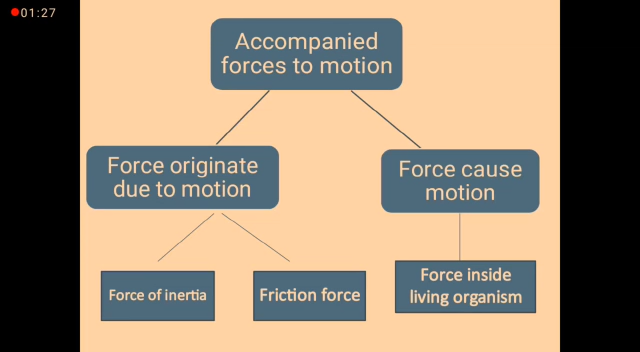 01:27
Accompanied
forces to motion
Force originate
due to motion
Force cause
motion
Force of inertia
Friction force
Force inside
living organism